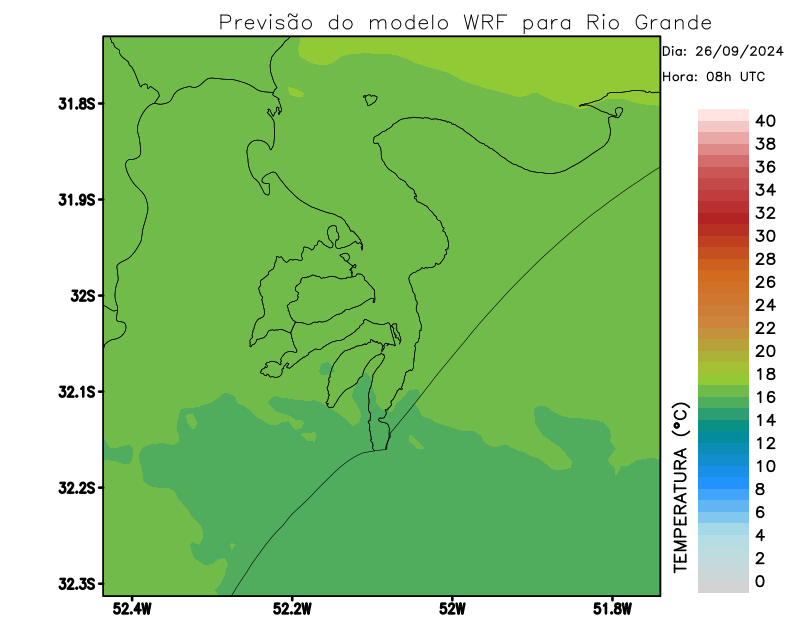 Previsão do modelo WRF para Rio Grande
Dia: 26/09/2024
Hora: 08h UTC
31.8S
31.9S
32S
32.1S
32.2S
32.3S
52.4W
52.2W
52W
51.8W
TEMPERATURA (°C)
40
38
36
34
32
30
28
26
24
22
20
18
16
14
12
10
8
6
4
2
0